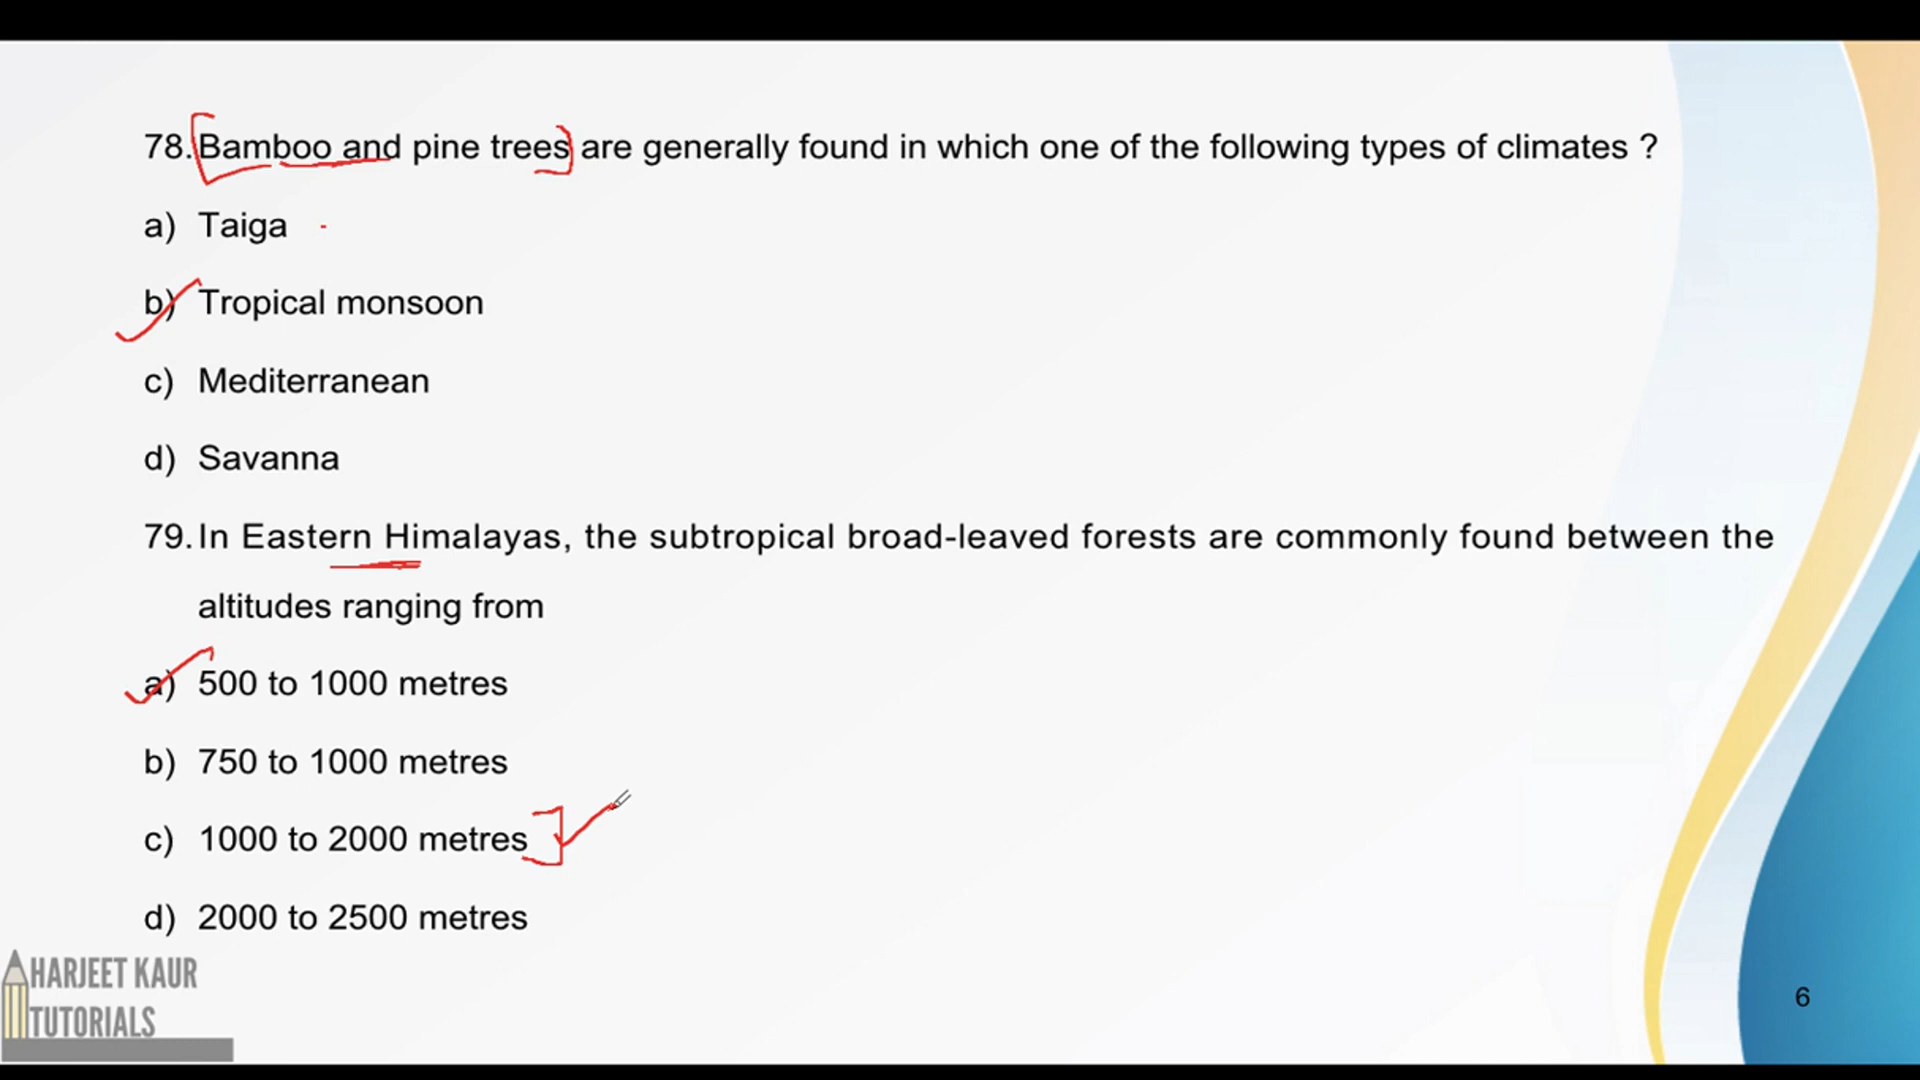 78. Bamboo and pine trees are generally found in which one of the following types of climates ?
a) Taiga
b) Tropical monsoon
c) Mediterranean
d) Savanna
79. In Eastern Himalayas, the subtropical broad-leaved forests are commonly found between the
altitudes ranging from
a) 500 to 1000 metres
b) 750 to 1000 metres
c) 1000 to 2000 metres
d) 2000 to 2500 metres
HARJEET KAUR
TUTORIALS
6